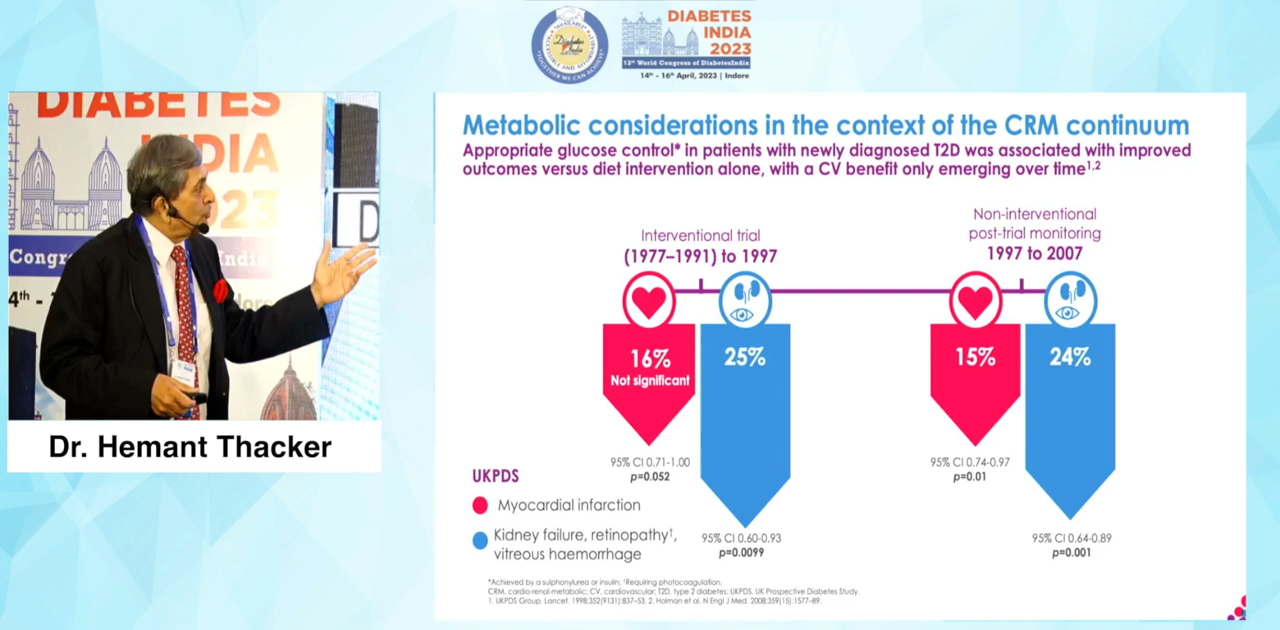 DIABETES
INDIA
2023
12th World Congress of DiabetesIndia
14th - 16th April, 2023 | Indore
DIABETES
INDIA
2023
Congr
India
4th -
Indore
D
Dr. Hemant Thacker
Metabolic considerations in the context of the CRM continuum
Appropriate glucose control* in patients with newly diagnosed T2D was associated with improved
outcomes versus diet intervention alone, with a CV benefit only emerging over time1,2
Interventional trial
(1977–1991) to 1997
Non-interventional
post-trial monitoring
1997 to 2007
16%
Not significant
25%
15%
24%
95% CI 0.71-1.00
p=0.052
95% CI 0.60-0.93
p=0.0099
95% CI 0.74-0.97
p=0.01
95% CI 0.64-0.89
p=0.001
UKPDS
Myocardial infarction
Kidney failure, retinopathy†,
vitreous haemorrhage
*Achieved by a sulphonylurea or insulin; †Requiring photocoagulation.
CRM, cardio-renal-metabolic; CV, cardiovascular; T2D, type 2 diabetes; UKPDS, UK Prospective Diabetes Study.
1. UKPDS Group. Lancet. 1998;352(9131):837–53. 2. Holman et al. N Engl J Med. 2008;359(15):1577–89.